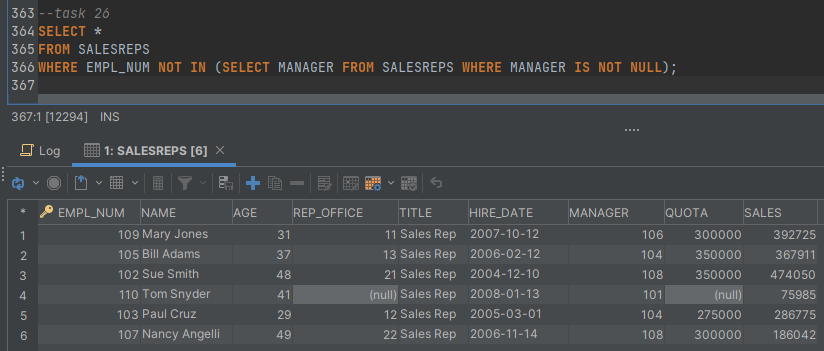 363 --task 26
364 SELECT *
365 FROM SALESREPS
366 WHERE EMPL_NUM NOT IN (SELECT MANAGER FROM SALESREPS WHERE MANAGER IS NOT NULL);
367
367:1 [12294] INS
Log 1: SALESREPS [6]
* EMPL_NUM NAME AGE REP_OFFICE TITLE HIRE_DATE MANAGER QUOTA SALES
1 109 Mary Jones 31 11 Sales Rep 2007-10-12 106 300000 392725
2 105 Bill Adams 37 13 Sales Rep 2006-02-12 104 350000 367911
3 102 Sue Smith 48 21 Sales Rep 2004-12-10 108 350000 474050
4 110 Tom Snyder 41 (null) Sales Rep 2008-01-13 101 (null) 75985
5 103 Paul Cruz 29 12 Sales Rep 2005-03-01 104 275000 286775
6 107 Nancy Angelli 49 22 Sales Rep 2006-11-14 108 300000 186042